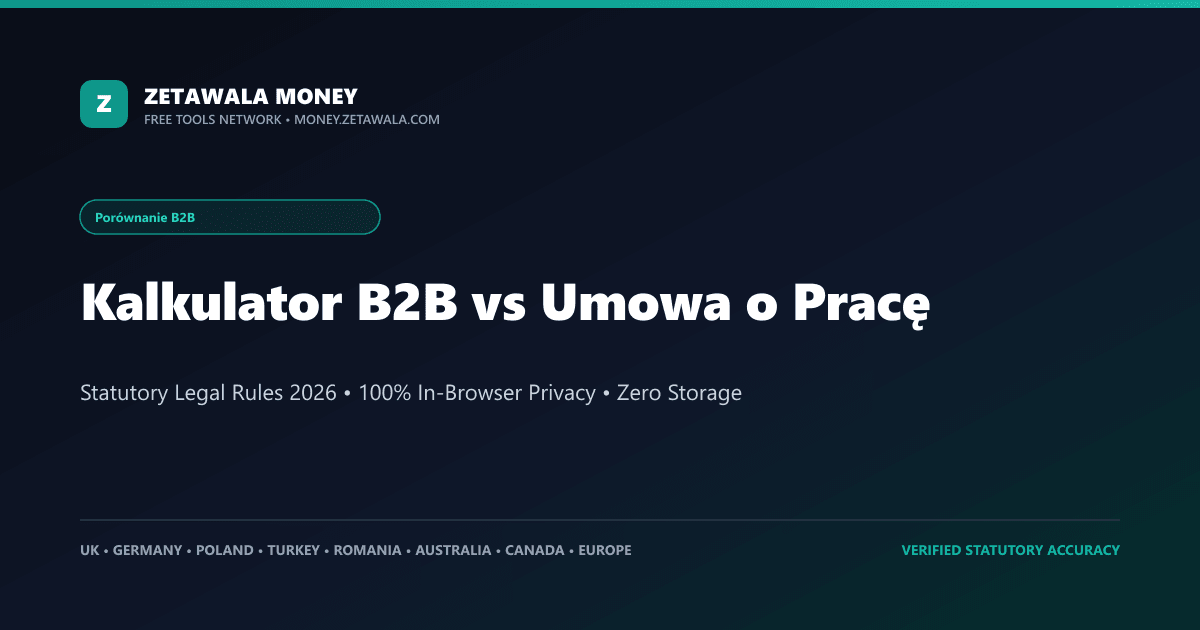 Z
ZETAWALA MONEY
FREE TOOLS NETWORK • MONEY.ZETAWALA.COM
Porównanie B2B
Kalkulator B2B vs Umowa o Pracę
Statutory Legal Rules 2026 • 100% In-Browser Privacy • Zero Storage
UK • GERMANY • POLAND • TURKEY • ROMANIA • AUSTRALIA • CANADA • EUROPE
VERIFIED STATUTORY ACCURACY